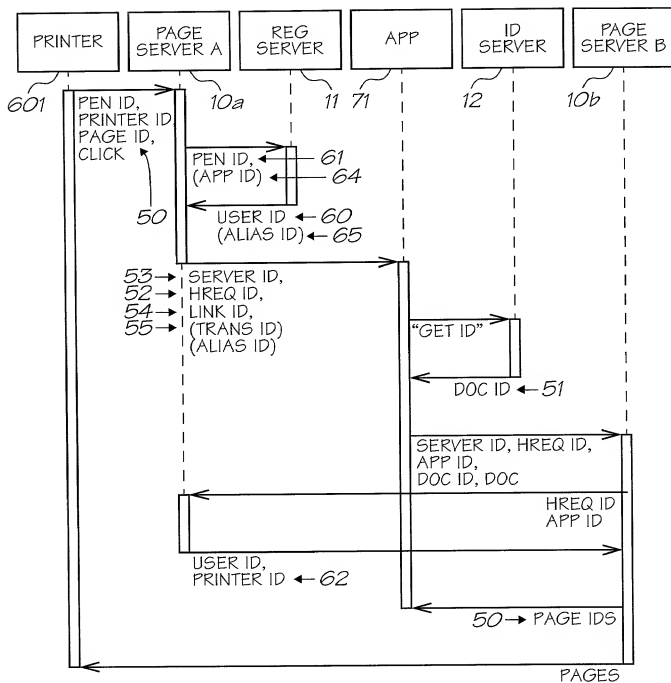 PRINTER
PAGE
SERVER A
REG
SERVER
APP
ID
SERVER
PAGE
SERVER B
601
10a
11
71
12
10b
PEN ID,
PRINTER ID,
PAGE ID,
CLICK
50
PEN ID, 61
(APP ID) 64
USER ID 60
(ALIAS ID) 65
53 SERVER ID,
52 HREQ ID,
54 LINK ID,
55 (TRANS ID)
(ALIAS ID)
"GET ID"
DOC ID 51
SERVER ID, HREQ ID,
APP ID,
DOC ID, DOC
HREQ ID
APP ID
USER ID,
PRINTER ID 62
50 PAGE IDS
PAGES